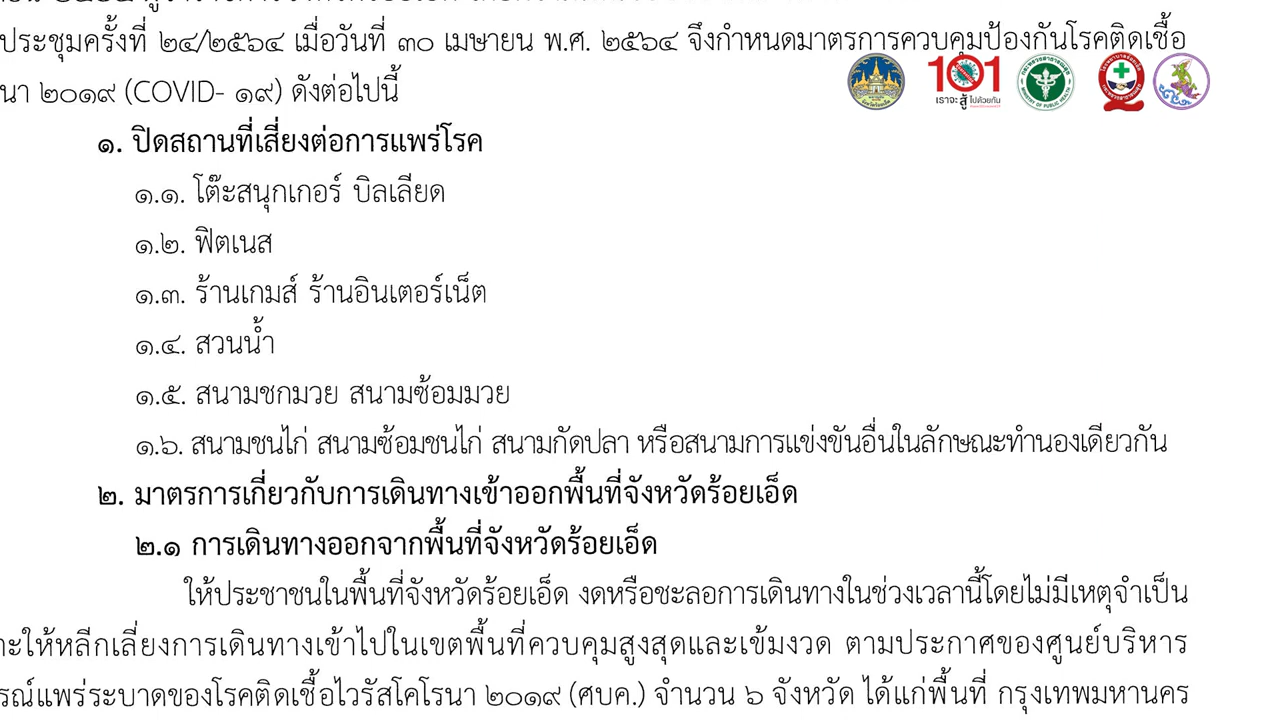 ประชุมครั้งที่ ๒๔/๒๕๖๔ เมื่อวันที่ ๓๐ เมษายน พ.ศ. ๒๕๖๔ จึงกำหนดมาตรการควบคุมป้องกันโรคติดเชื้อ
นา ๒๐๑๙ (COVID- ๑๙) ดังต่อไปนี้
101
เราจะสู้ ไปด้วยกัน
๑. ปิดสถานที่เสี่ยงต่อการแพร่โรค
๑.๑. โต๊ะสนุกเกอร์ บิลเลียด
๑.๒. ฟิตเนส
๑.๓. ร้านเกมส์ ร้านอินเตอร์เน็ต
๑.๔. สวนน้ำ
๑.๕. สนามชกมวย สนามซ้อมมวย
๑.๖. สนามชนไก่ สนามซ้อมชนไก่ สนามกัดปลา หรือสนามการแข่งขันอื่นในลักษณะทำนองเดียวกัน
๒. มาตรการเกี่ยวกับการเดินทางเข้าออกพื้นที่จังหวัดร้อยเอ็ด
๒.๑ การเดินทางออกจากพื้นที่จังหวัดร้อยเอ็ด
ให้ประชาชนในพื้นที่จังหวัดร้อยเอ็ด งดหรือชะลอการเดินทางในช่วงเวลานี้โดยไม่มีเหตุจำเป็น
ะให้หลีกเลี่ยงการเดินทางเข้าไปในเขตพื้นที่ควบคุมสูงสุดและเข้มงวด ตามประกาศของศูนย์บริหาร
รณ์แพร่ระบาดของโรคติดเชื้อไวรัสโคโรนา ๒๐๑๙ (ศบค.) จำนวน ๖ จังหวัด ได้แก่พื้นที่ กรุงเทพมหานคร